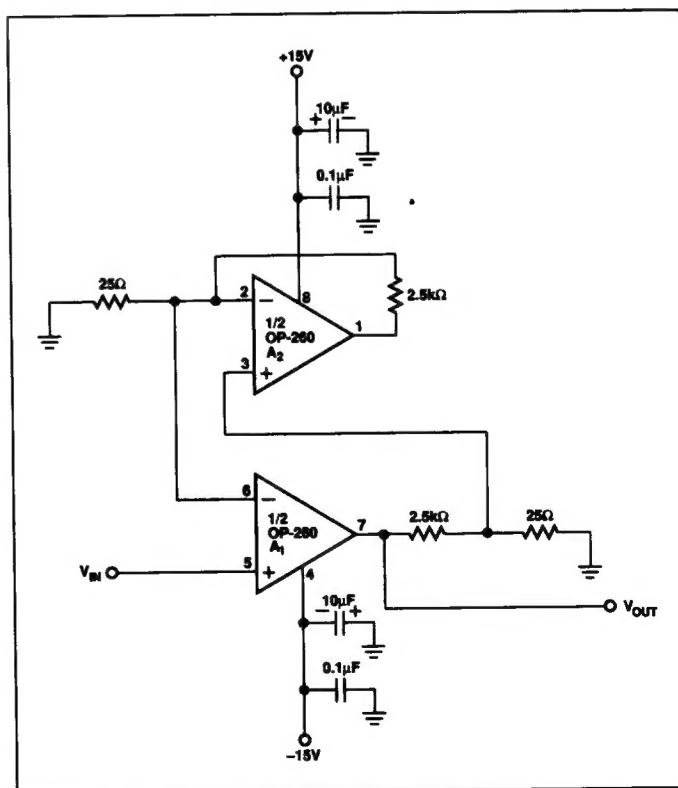 +15V
+ 10µF −
0.1µF
25Ω
2 −
8
2.5kΩ
1/2
OP-260
A2
1
3 +
6 −
1/2
OP-260
A1
7
2.5kΩ
25Ω
VIN
5 +
4
− 10µF +
VOUT
0.1µF
−15V